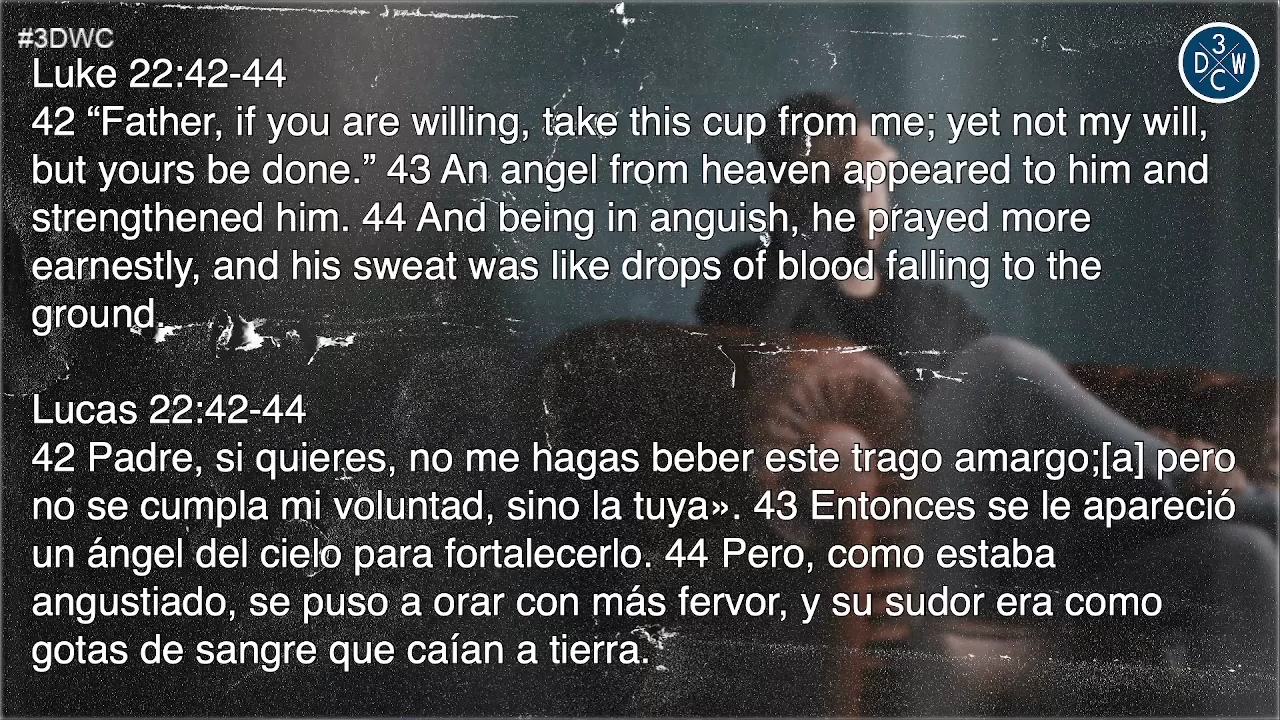 #3DWC
3
D W
C
Luke 22:42-44
42 “Father, if you are willing, take this cup from me; yet not my will,
but yours be done.” 43 An angel from heaven appeared to him and
strengthened him. 44 And being in anguish, he prayed more
earnestly, and his sweat was like drops of blood falling to the
ground.
Lucas 22:42-44
42 Padre, si quieres, no me hagas beber este trago amargo;[a] pero
no se cumpla mi voluntad, sino la tuya». 43 Entonces se le apareció
un ángel del cielo para fortalecerlo. 44 Pero, como estaba
angustiado, se puso a orar con más fervor, y su sudor era como
gotas de sangre que caían a tierra.